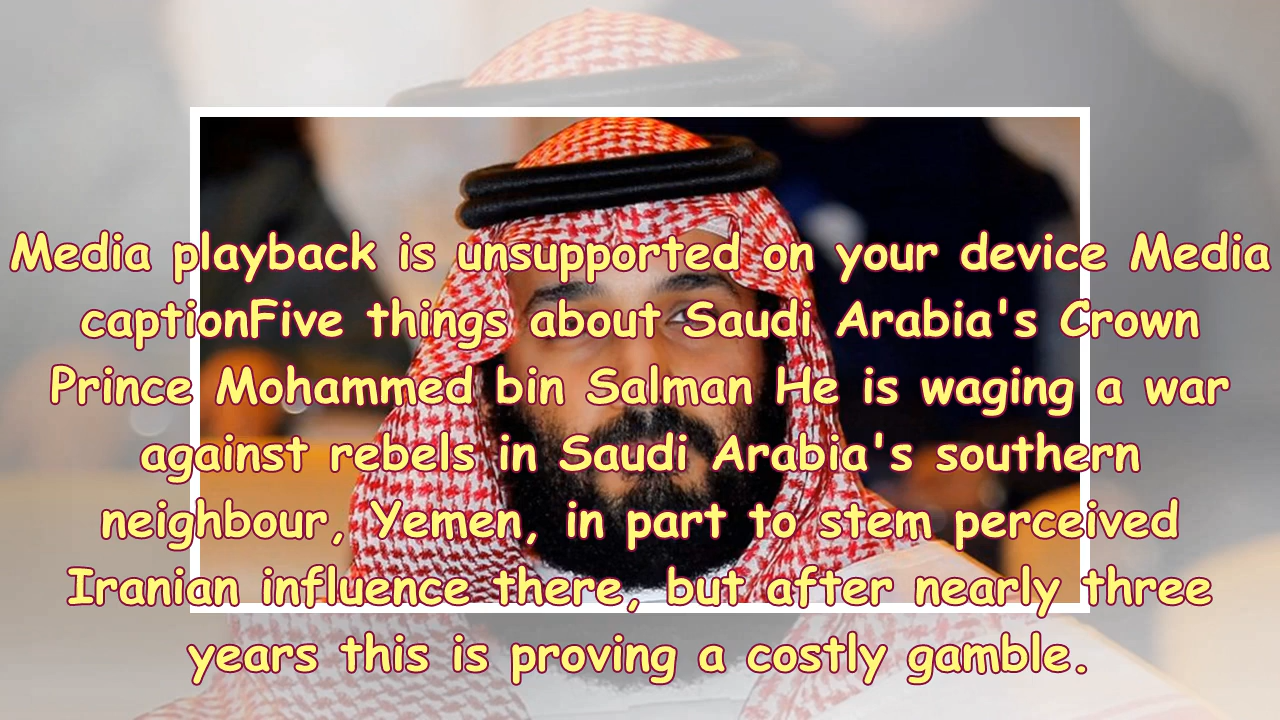 Media playback is unsupported on your device Media
captionFive things about Saudi Arabia's Crown
Prince Mohammed bin Salman He is waging a war
against rebels in Saudi Arabia's southern
neighbour, Yemen, in part to stem perceived
Iranian influence there, but after nearly three
years this is proving a costly gamble.